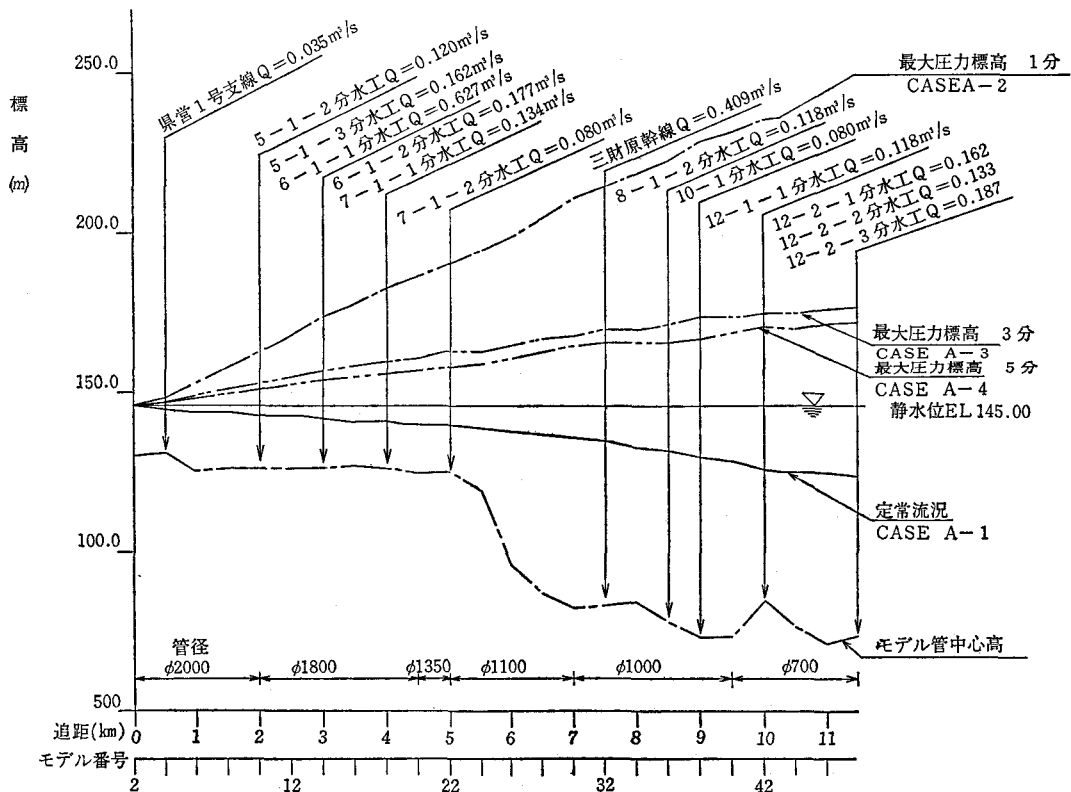 標
高
(m)
250.0
200.0
150.0
100.0
500
県営1号支線Q=0.035m³/s
5-1-2分水工Q=0.120m³/s
5-1-3分水工Q=0.162m³/s
6-1-1分水工Q=0.627m³/s
6-1-2分水工Q=0.177m³/s
7-1-1分水工Q=0.134m³/s
7-1-2分水工Q=0.080m³/s
三財原幹線Q=0.409m³/s
8-1-2分水工Q=0.118m³/s
10-1分水工Q=0.080m³/s
12-1-1分水工Q=0.118m³/s
12-2-1分水工Q=0.162
12-2-2分水工Q=0.133
12-2-3分水工Q=0.187
最大圧力標高 1分
CASEA-2
最大圧力標高 3分
CASE A-3
最大圧力標高 5分
CASE A-4
静水位EL145.00
定常流況
CASE A-1
モデル管中心高
管径
φ2000 φ1800 φ1350 φ1100 φ1000 φ700
追距(km) 0 1 2 3 4 5 6 7 8 9 10 11
モデル番号
2 12 22 32 42